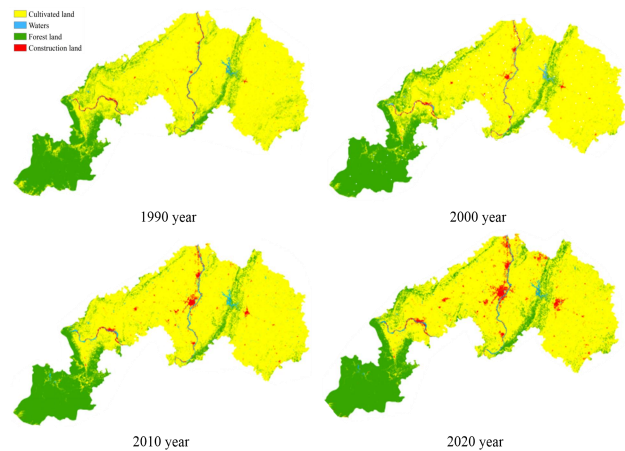 Cultivated land
Waters
Forest land
Construction land
1990 year
2000 year
2010 year
2020 year